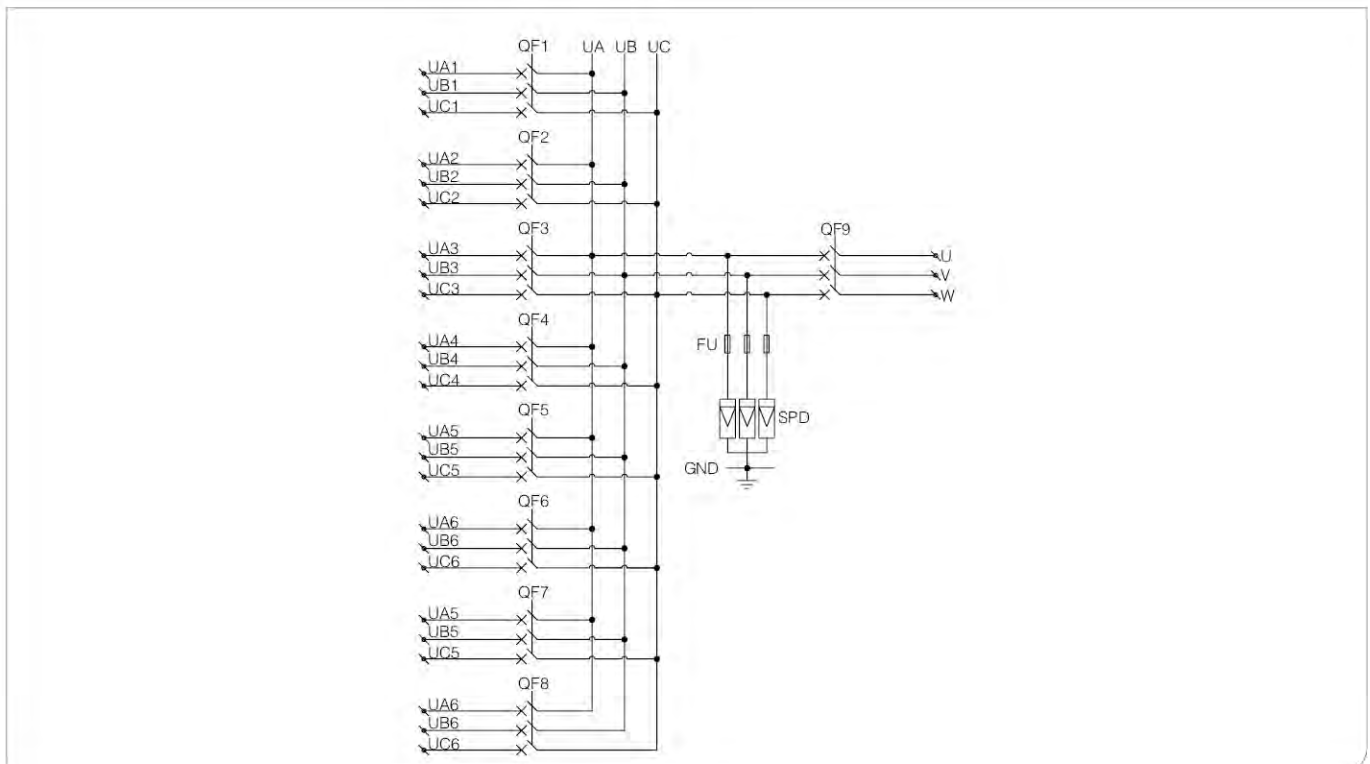 QF1 UA UB UC
UA1
UB1
UC1
QF2
UA2
UB2
UC2
QF3
UA3
UB3
UC3
QF9
U
V
W
QF4
UA4
UB4
UC4
FU
QF5
UA5
UB5
UC5
SPD
GND
QF6
UA6
UB6
UC6
QF7
UA5
UB5
UC5
QF8
UA6
UB6
UC6